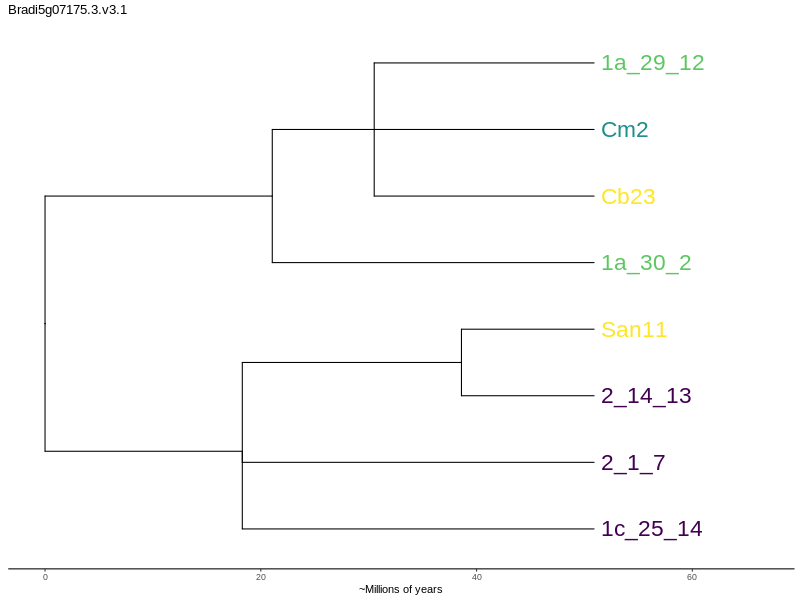 Bradi5g07175.3.v3.1
1a_29_12
Cm2
Cb23
1a_30_2
San11
2_14_13
2_1_7
1c_25_14
0 20 40 60
~Millions of years